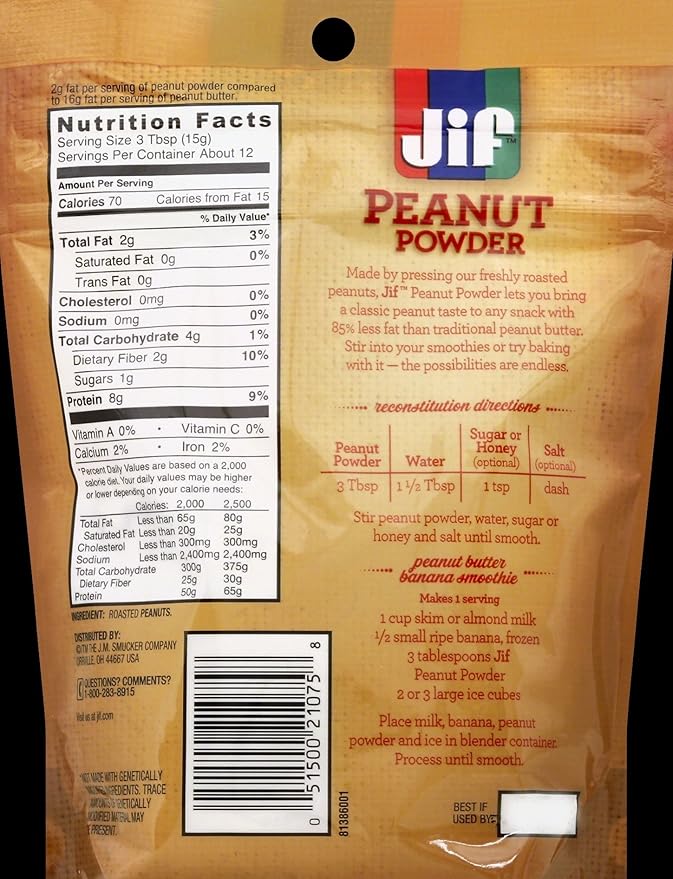 2g fat per serving of peanut powder compared
to 16g fat per serving of peanut butter.
Nutrition Facts
Serving Size 3 Tbsp (15g)
Servings Per Container About 12
Amount Per Serving
Calories 70 Calories from Fat 15
% Daily Value*
Total Fat 2g 3%
Saturated Fat 0g 0%
Trans Fat 0g
Cholesterol 0mg 0%
Sodium 0mg 0%
Total Carbohydrate 4g 1%
Dietary Fiber 2g 10%
Sugars 1g
Protein 8g 9%
Vitamin A 0% • Vitamin C 0%
Calcium 2% • Iron 2%
*Percent Daily Values are based on a 2,000
calorie diet. Your daily values may be higher
or lower depending on your calorie needs:
Calories: 2,000 2,500
Total Fat Less than 65g 80g
Saturated Fat Less than 20g 25g
Cholesterol Less than 300mg 300mg
Sodium Less than 2,400mg 2,400mg
Total Carbohydrate 300g 375g
Dietary Fiber 25g 30g
Protein 50g 65g
INGREDIENT: ROASTED PEANUTS.
DISTRIBUTED BY:
©/TM THE J.M. SMUCKER COMPANY
ORRVILLE, OH 44667 USA
QUESTIONS? COMMENTS?
1-800-283-8915
Visit us at jif.com
MADE WITH GENETICALLY
TRACE
MAY
PRESENT.
0 51500 21075 8
81386001
Jif™
PEANUT
POWDER
Made by pressing our freshly roasted
peanuts, Jif™ Peanut Powder lets you bring
a classic peanut taste to any snack with
85% less fat than traditional peanut butter.
Stir into your smoothies or try baking
with it — the possibilities are endless.
reconstitution directions
Peanut Powder Water Sugar or Honey (optional) Salt (optional)
3 Tbsp 1 1/2 Tbsp 1 tsp dash
Stir peanut powder, water, sugar or
honey and salt until smooth.
peanut butter
banana smoothie
Makes 1 serving
1 cup skim or almond milk
1/2 small ripe banana, frozen
3 tablespoons Jif
Peanut Powder
2 or 3 large ice cubes
Place milk, banana, peanut
powder and ice in blender container.
Process until smooth.
BEST IF
USED BY: